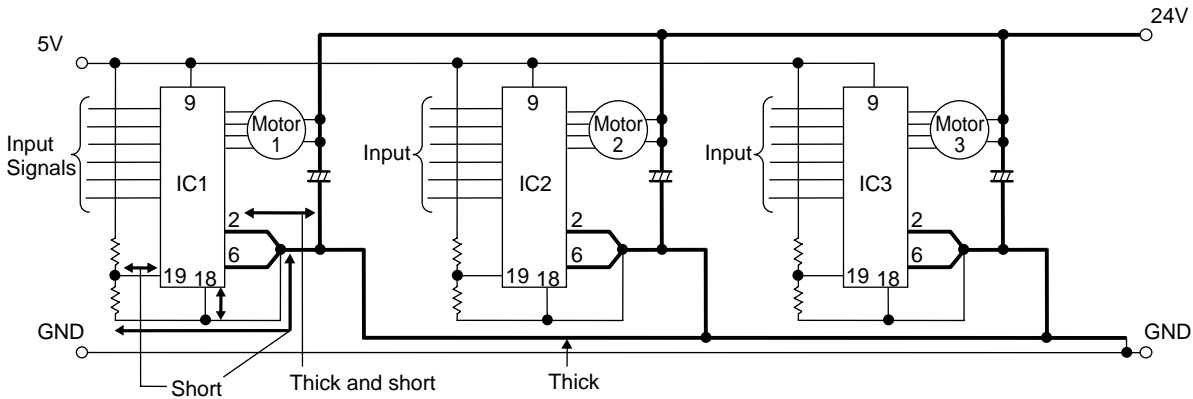 24V
5V
9
9
9
Input
Signals
Motor
1
IC1
Input
Motor
2
IC2
Input
Motor
3
IC3
2
6
19
18
2
6
19
18
2
6
19
18
GND
GND
Short
Thick and short
Thick